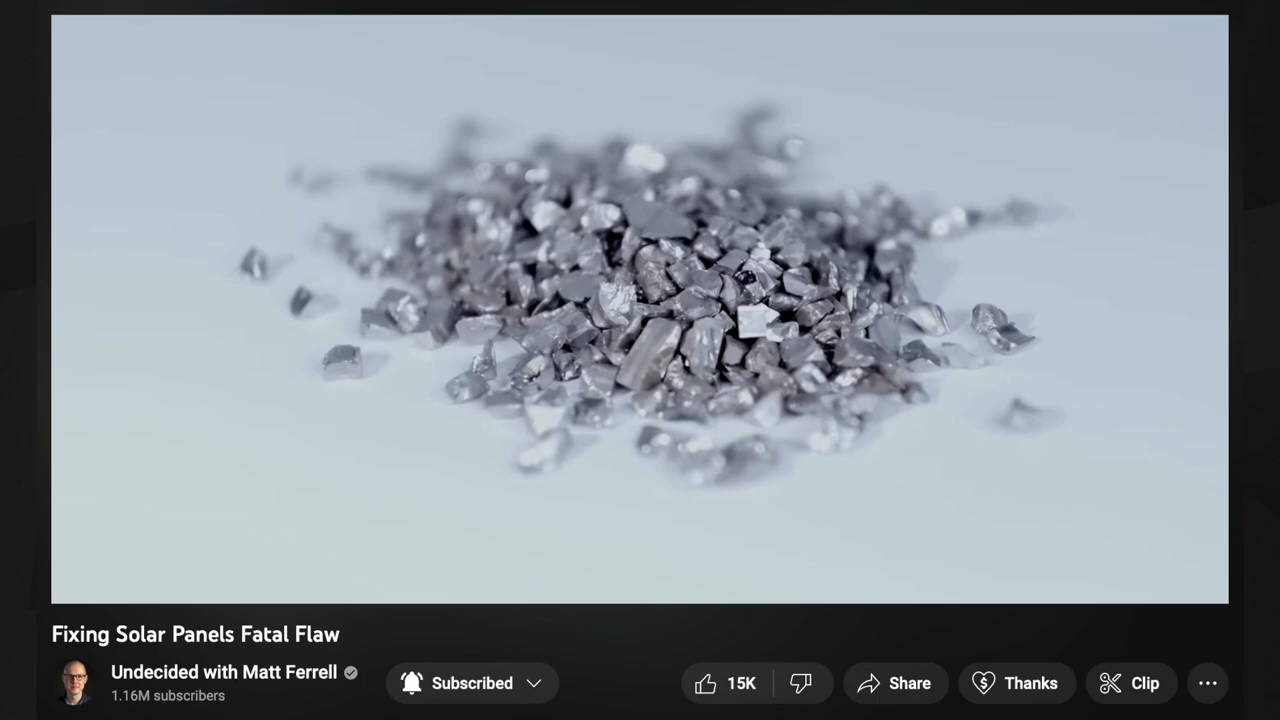 Fixing Solar Panels Fatal Flaw
Undecided with Matt Ferrell
1.16M subscribers
Subscribed
15K
Share
Thanks
Clip